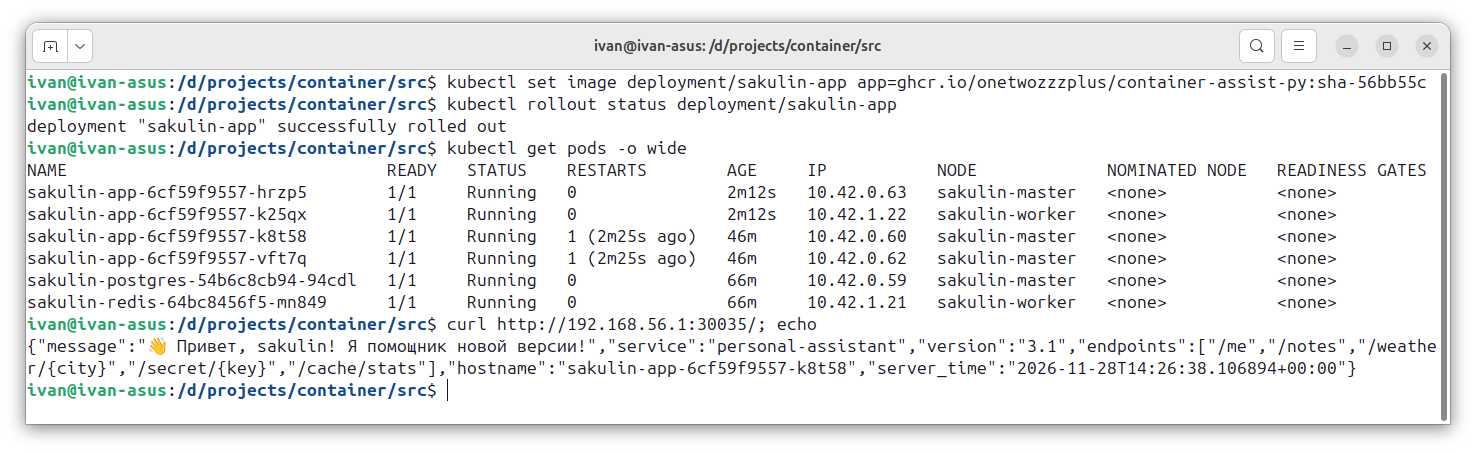 ivan@ivan-asus: /d/projects/container/src
ivan@ivan-asus:/d/projects/container/src$ kubectl set image deployment/sakulin-app app=ghcr.io/onetwozzzplus/container-assist-py:sha-56bb55c
ivan@ivan-asus:/d/projects/container/src$ kubectl rollout status deployment/sakulin-app
deployment "sakulin-app" successfully rolled out
ivan@ivan-asus:/d/projects/container/src$ kubectl get pods -o wide
NAME                                READY   STATUS    RESTARTS        AGE     IP           NODE             NOMINATED NODE   READINESS GATES
sakulin-app-6cf59f9557-hrzp5        1/1     Running   0               2m12s   10.42.0.63   sakulin-master   <none>           <none>
sakulin-app-6cf59f9557-k25qx        1/1     Running   0               2m12s   10.42.1.22   sakulin-worker   <none>           <none>
sakulin-app-6cf59f9557-k8t58        1/1     Running   1 (2m25s ago)   46m     10.42.0.60   sakulin-master   <none>           <none>
sakulin-app-6cf59f9557-vft7q        1/1     Running   1 (2m25s ago)   46m     10.42.0.62   sakulin-master   <none>           <none>
sakulin-postgres-54b6c8cb94-94cdl   1/1     Running   0               66m     10.42.0.59   sakulin-master   <none>           <none>
sakulin-redis-64bc8456f5-mn849      1/1     Running   0               66m     10.42.1.21   sakulin-worker   <none>           <none>
ivan@ivan-asus:/d/projects/container/src$ curl http://192.168.56.1:30035/; echo
{"message":"👋 Привет, sakulin! Я помощник новой версии!","service":"personal-assistant","version":"3.1","endpoints":["/me","/notes","/weathe
r/{city}","/secret/{key}","/cache/stats"],"hostname":"sakulin-app-6cf59f9557-k8t58","server_time":"2026-11-28T14:26:38.106894+00:00"}
ivan@ivan-asus:/d/projects/container/src$